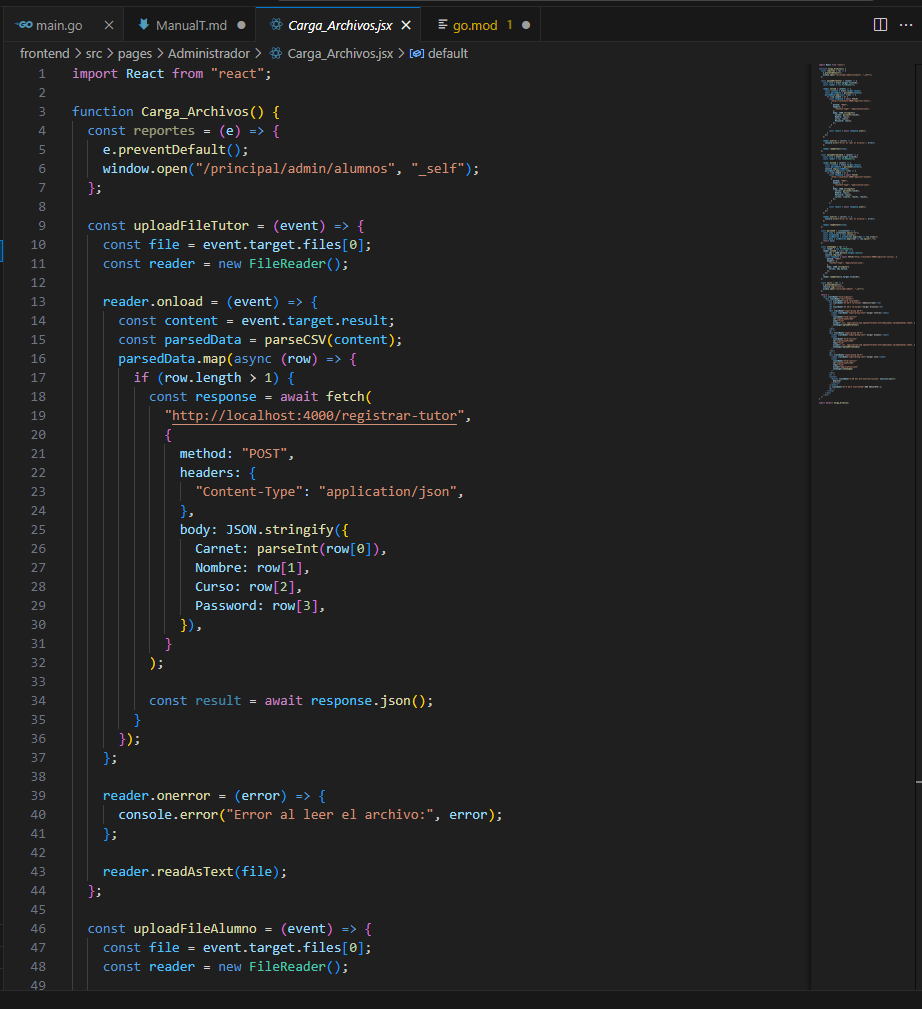 main.go ManualT.md Carga_Archivos.jsx go.mod 1
frontend > src > pages > Administrador > Carga_Archivos.jsx > default
1 import React from "react";
2
3 function Carga_Archivos() {
4 const reportes = (e) => {
5 e.preventDefault();
6 window.open("/principal/admin/alumnos", "_self");
7 };
8
9 const uploadFileTutor = (event) => {
10 const file = event.target.files[0];
11 const reader = new FileReader();
12
13 reader.onload = (event) => {
14 const content = event.target.result;
15 const parsedData = parseCSV(content);
16 parsedData.map(async (row) => {
17 if (row.length > 1) {
18 const response = await fetch(
19 "http://localhost:4000/registrar-tutor",
20 {
21 method: "POST",
22 headers: {
23 "Content-Type": "application/json",
24 },
25 body: JSON.stringify({
26 Carnet: parseInt(row[0]),
27 Nombre: row[1],
28 Curso: row[2],
29 Password: row[3],
30 }),
31 }
32 );
33
34 const result = await response.json();
35 }
36 });
37 };
38
39 reader.onerror = (error) => {
40 console.error("Error al leer el archivo:", error);
41 };
42
43 reader.readAsText(file);
44 };
45
46 const uploadFileAlumno = (event) => {
47 const file = event.target.files[0];
48 const reader = new FileReader();
49